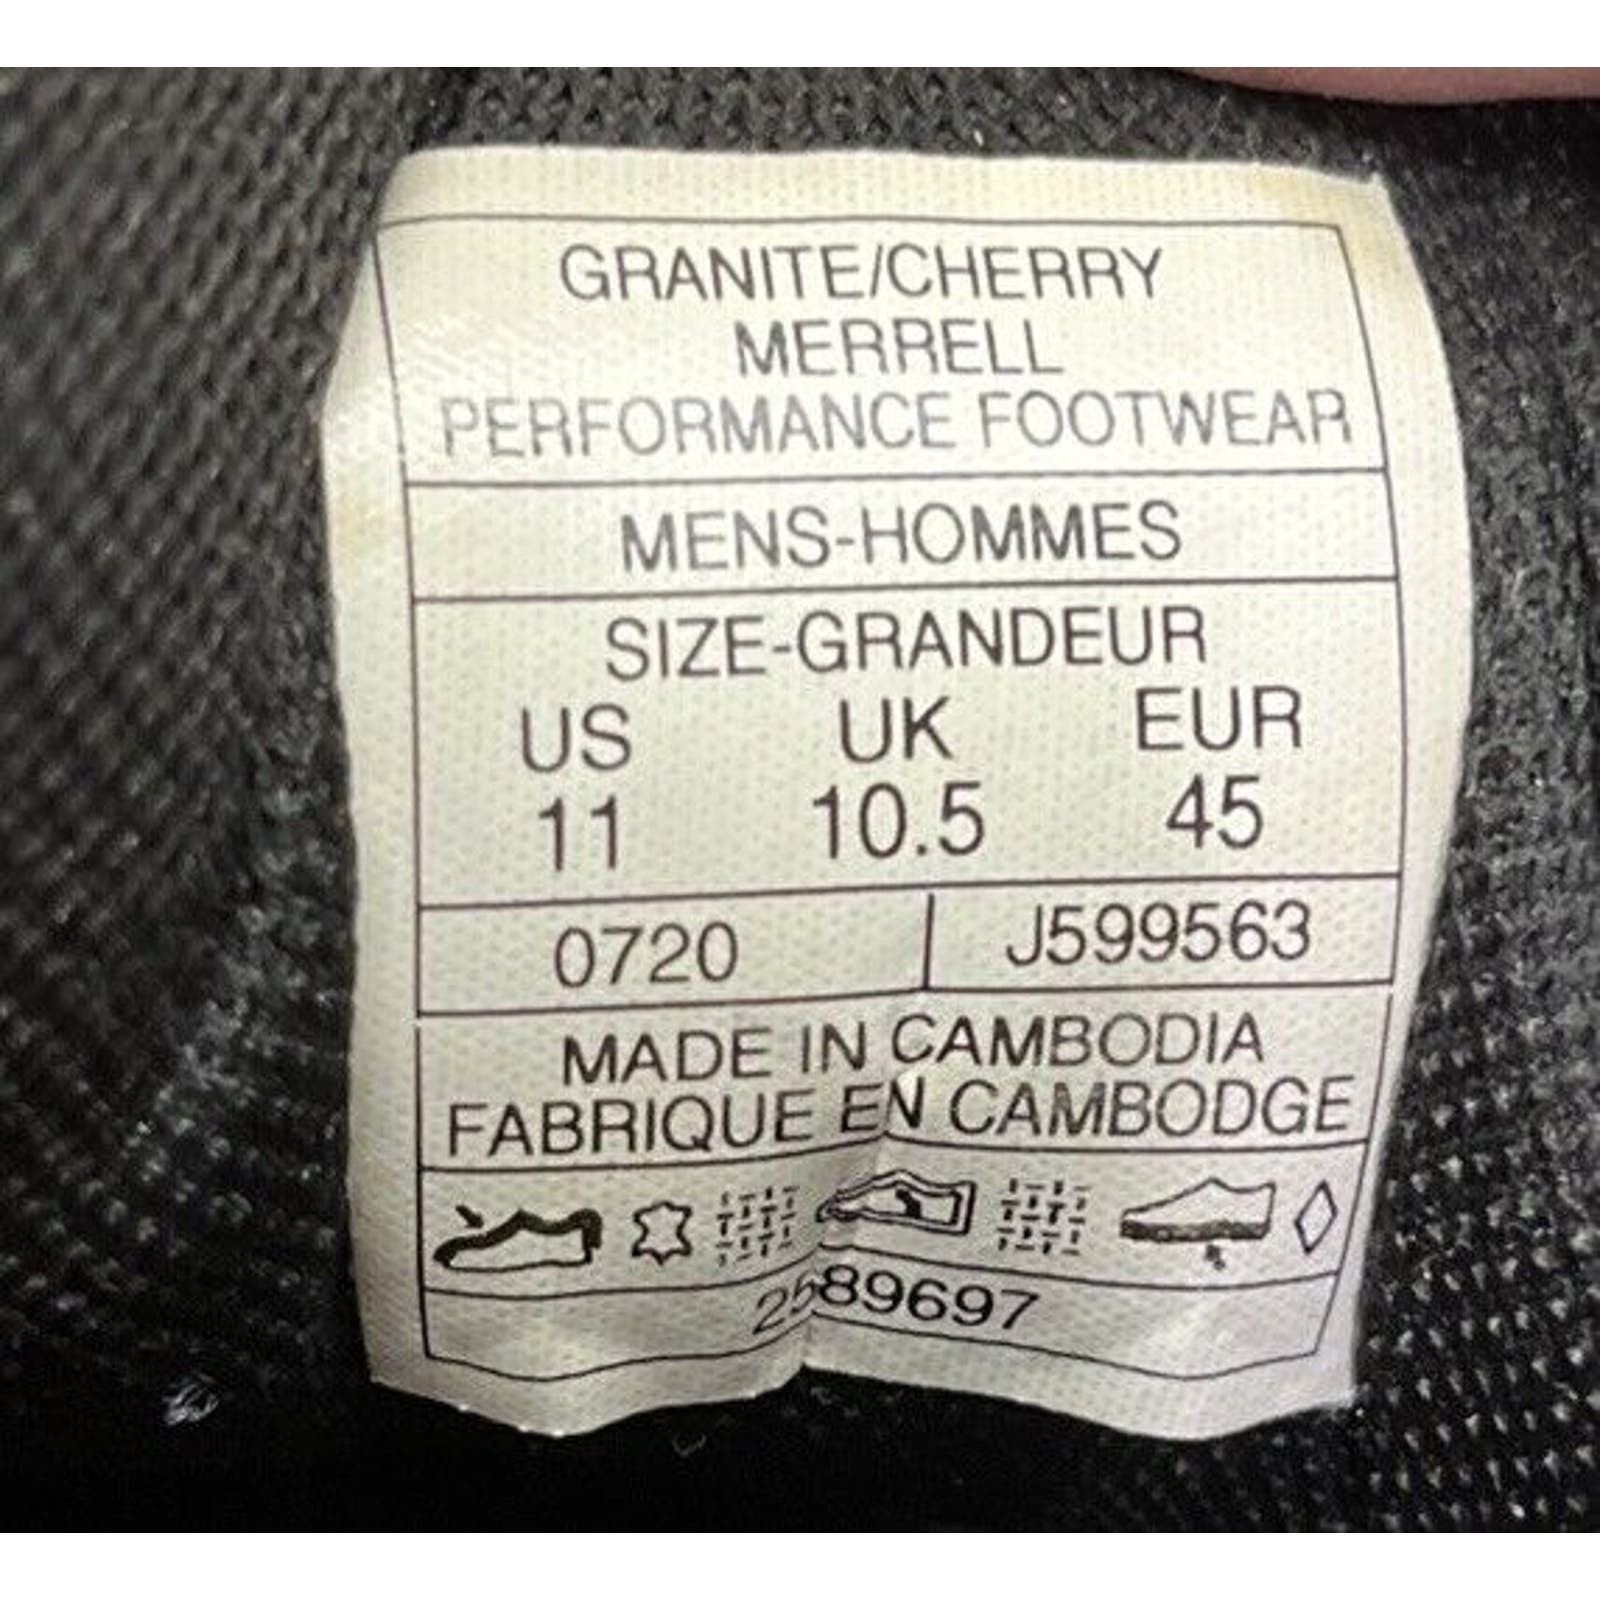 GRANITE/CHERRY
MERRELL
PERFORMANCE FOOTWEAR
MENS-HOMMES
SIZE-GRANDEUR
US UK EUR
11 10.5 45
0720 J599563
MADE IN CAMBODIA
FABRIQUE EN CAMBODGE
2589697